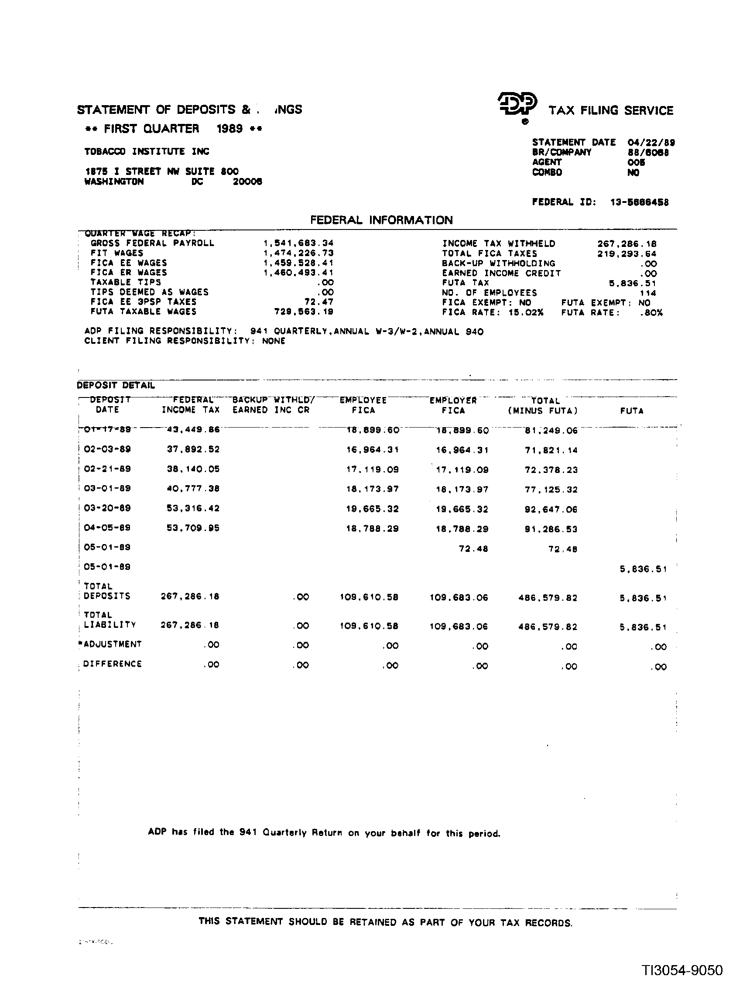 STATEMENT OF DEPOSITS & . INGS
** FIRST QUARTER 1989 **
TOBACCO INSTITUTE INC
1875 I STREET NW SUITE 800
WASHINGTON DC 20006
ADP TAX FILING SERVICE
STATEMENT DATE 04/22/89
BR/COMPANY 88/6068
AGENT 005
COMBO NO
FEDERAL ID: 13-5666458
FEDERAL INFORMATION
QUARTER WAGE RECAP:
GROSS FEDERAL PAYROLL 1,541,683.34 INCOME TAX WITHHELD 267,286.18
FIT WAGES 1,474,226.73 TOTAL FICA TAXES 219,293.64
FICA EE WAGES 1,459,528.41 BACK-UP WITHHOLDING .00
FICA ER WAGES 1,460,493.41 EARNED INCOME CREDIT .00
TAXABLE TIPS .00 FUTA TAX 5,836.51
TIPS DEEMED AS WAGES .00 NO. OF EMPLOYEES 114
FICA EE 3PSP TAXES 72.47 FICA EXEMPT: NO FUTA EXEMPT: NO
FUTA TAXABLE WAGES 729,563.19 FICA RATE: 15.02% FUTA RATE: .80%
ADP FILING RESPONSIBILITY: 941 QUARTERLY,ANNUAL W-3/W-2,ANNUAL 940
CLIENT FILING RESPONSIBILITY: NONE
DEPOSIT DETAIL
DEPOSIT FEDERAL BACKUP WITHLD/ EMPLOYEE EMPLOYER TOTAL
DATE INCOME TAX EARNED INC CR FICA FICA (MINUS FUTA) FUTA
01-17-89 43,449.86 18,899.60 18,899.60 81,249.06
02-03-89 37,892.52 16,964.31 16,964.31 71,821.14
02-21-89 38,140.05 17,119.09 17,119.09 72,378.23
03-01-89 40,777.38 18,173.97 18,173.97 77,125.32
03-20-89 53,316.42 19,665.32 19,665.32 92,647.06
04-05-89 53,709.95 18,788.29 18,788.29 91,286.53
05-01-89 72.48 72.48
05-01-89 5,836.51
TOTAL
DEPOSITS 267,286.18 .00 109,610.58 109,683.06 486,579.82 5,836.51
TOTAL
LIABILITY 267,286.18 .00 109,610.58 109,683.06 486,579.82 5,836.51
*ADJUSTMENT .00 .00 .00 .00 .00 .00
DIFFERENCE .00 .00 .00 .00 .00 .00
ADP has filed the 941 Quarterly Return on your behalf for this period.
THIS STATEMENT SHOULD BE RETAINED AS PART OF YOUR TAX RECORDS.
TI3054-9050